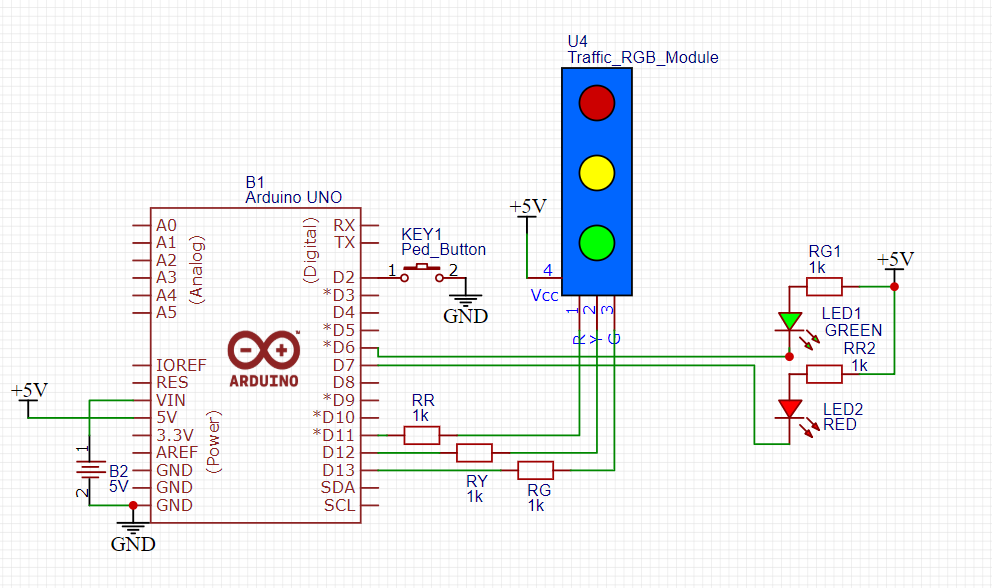 U4
Traffic_RGB_Module
+5V
4
Vcc
1
2
3
R
Y
G
B1
Arduino UNO
A0
A1
A2
A3
A4
A5
(Analog)
IOREF
RES
VIN
5V
3.3V
AREF
GND
GND
GND
(Power)
ARDUINO
TM
(Digital)
RX
TX
D2
*D3
D4
*D5
*D6
D7
D8
*D9
*D10
*D11
D12
D13
SDA
SCL
KEY1
Ped_Button
1
2
GND
+5V
1
2
B2
5V
GND
RR
1k
RY
1k
RG
1k
RG1
1k
+5V
LED1
GREEN
RR2
1k
LED2
RED